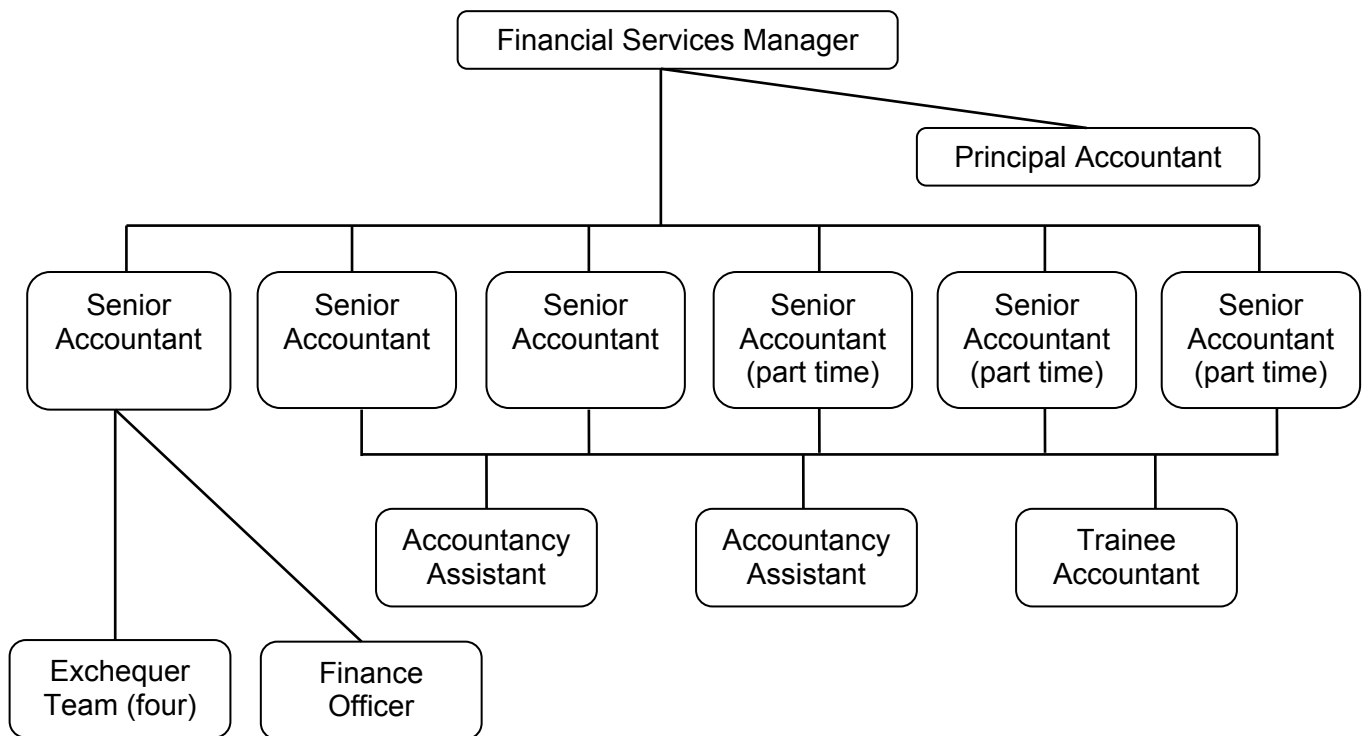 Financial Services Manager
Principal Accountant
Senior
Accountant
Senior
Accountant
Senior
Accountant
Senior
Accountant
(part time)
Senior
Accountant
(part time)
Senior
Accountant
(part time)
Accountancy
Assistant
Accountancy
Assistant
Trainee
Accountant
Exchequer
Team (four)
Finance
Officer